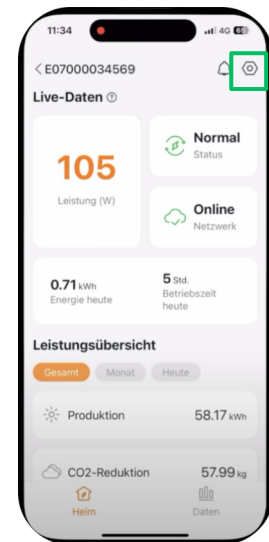 11:34
4G 65
E07000034569
Live-Daten
105
Leistung (W)
Normal
Status
Online
Netzwerk
0.71 kWh
Energie heute
5 Std.
Betriebszeit
heute
Leistungsübersicht
Gesamt Monat Heute
Produktion 58.17 kWh
CO2-Reduktion 57.99 kg
Heim Daten